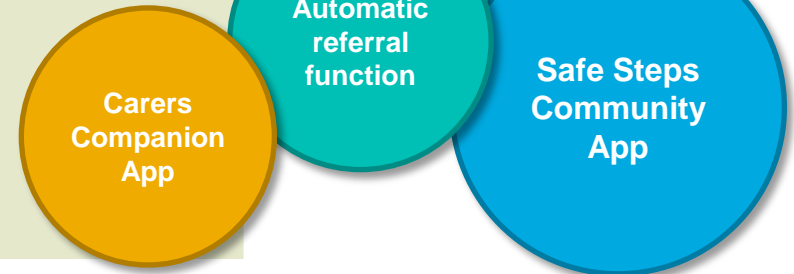 Automatic
referral
function
Safe Steps
Community
App
Carers
Companion
App